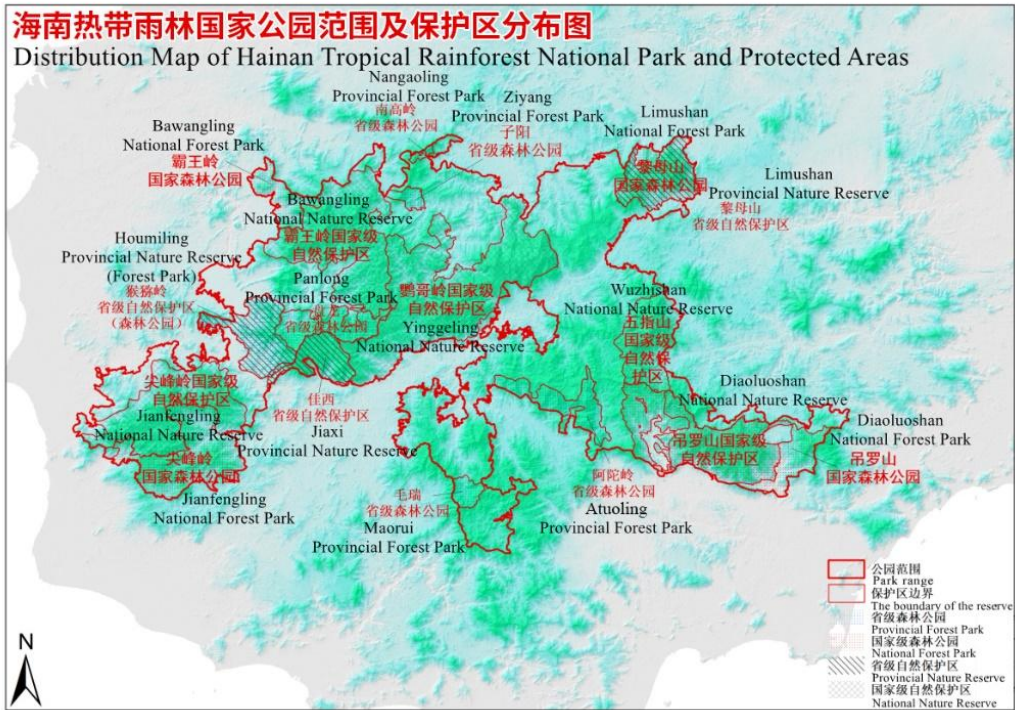 海南热带雨林国家公园范围及保护区分布图
Distribution Map of Hainan Tropical Rainforest National Park and Protected Areas
Nangaoling
Provincial Forest Park
南高岭
省级森林公园
Ziyang
Provincial Forest Park
子阳
省级森林公园
Limushan
National Forest Park
黎母山
国家森林公园
Bawangling
National Forest Park
霸王岭
国家森林公园
Limushan
Provincial Nature Reserve
黎母山
省级自然保护区
Bawangling
National Nature Reserve
霸王岭国家级
自然保护区
Houmiling
Provincial Nature Reserve
(Forest Park)
猴猕岭
省级自然保护区
（森林公园）
Panlong
Provincial Forest Park
盘龙
省级森林公园
鹦哥岭国家级
自然保护区
Yinggeling
National Nature Reserve
Wuzhishan
National Nature Reserve
五指山
国家级
自然保
护区
尖峰岭国家级
自然保护区
Jianfengling
National Nature Reserve
尖峰岭
国家森林公园
Jianfengling
National Forest Park
佳西
省级自然保护区
Jiaxi
Provincial Nature Reserve
Diaoluoshan
National Nature Reserve
吊罗山国家级
自然保护区
Diaoluoshan
National Forest Park
吊罗山
国家森林公园
毛瑞
省级森林公园
Maorui
Provincial Forest Park
阿陀岭
省级森林公园
Atuoling
Provincial Forest Park
公园范围
Park range
保护区边界
The boundary of the reserve
省级森林公园
Provincial Forest Park
国家级森林公园
National Forest Park
省级自然保护区
Provincial Nature Reserve
国家级自然保护区
National Nature Reserve
N